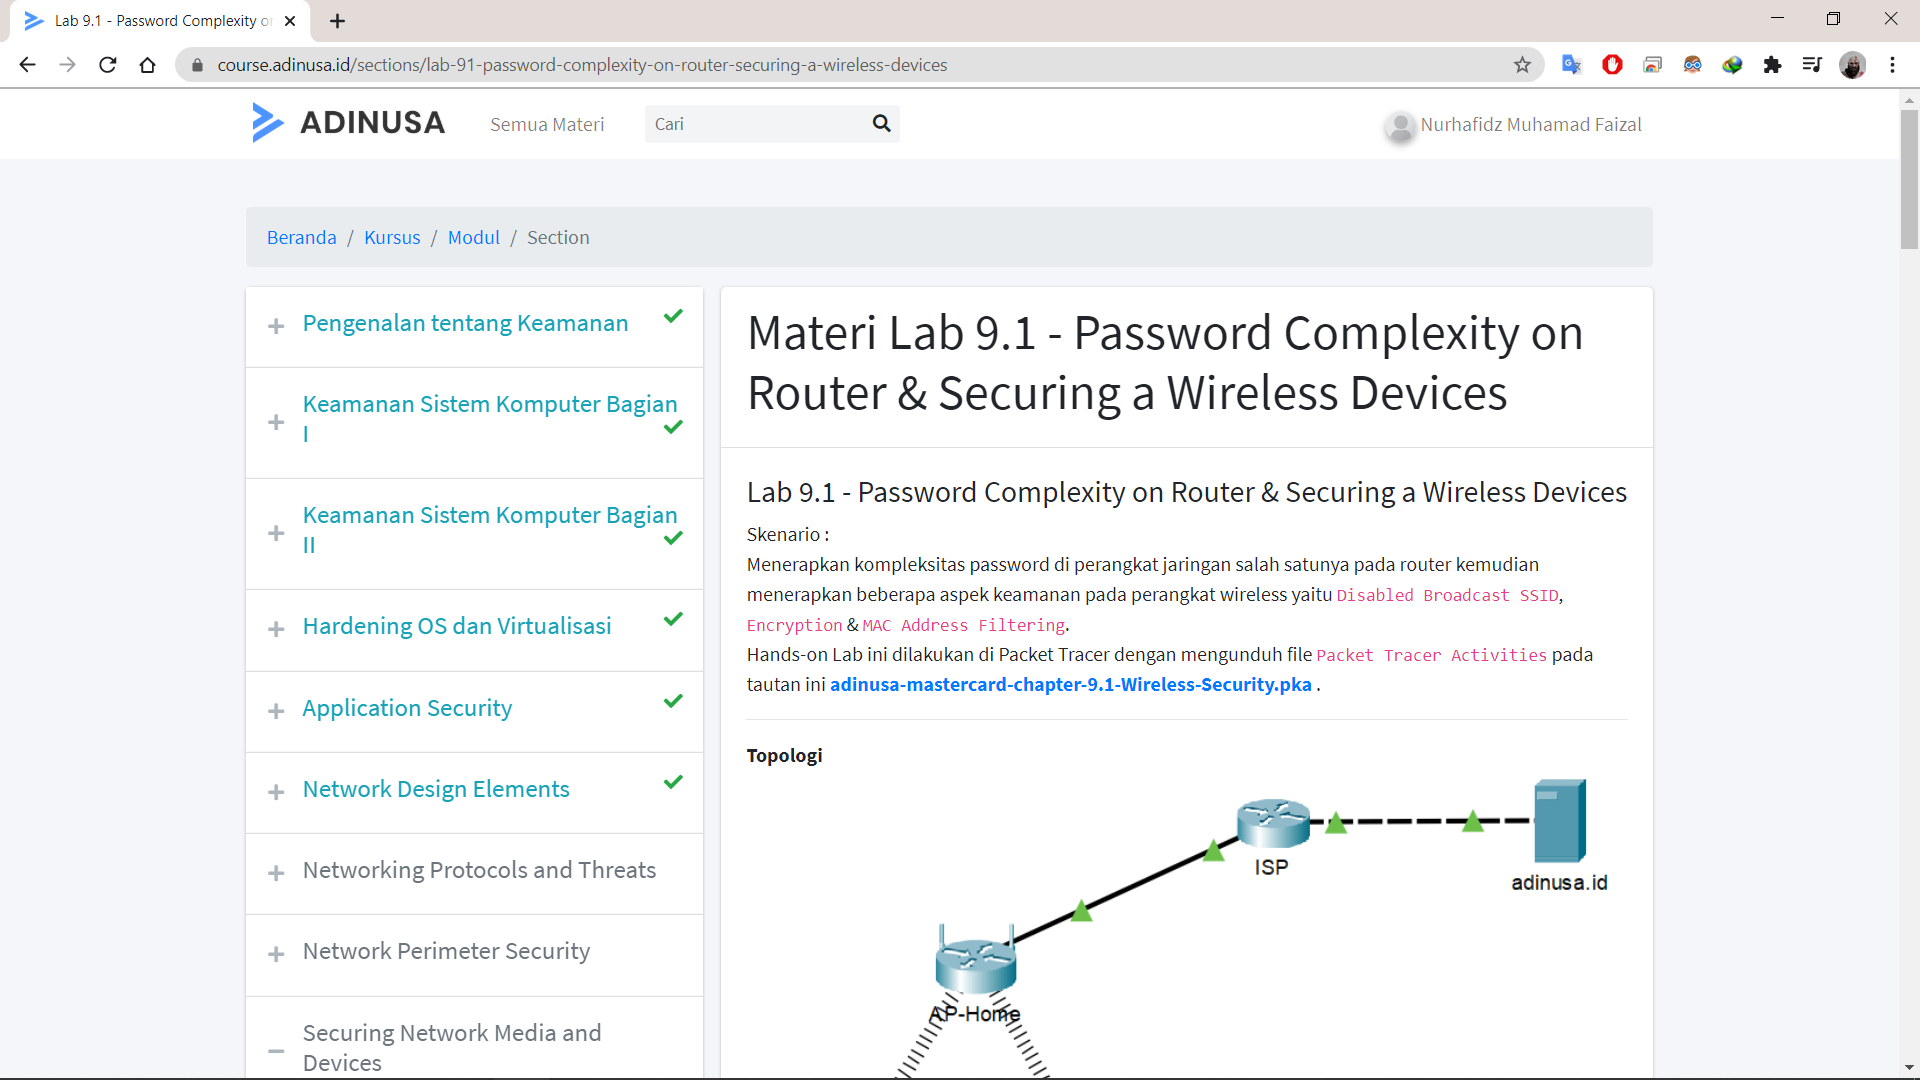 Lab 9.1 - Password Complexity o
course.adinusa.id/sections/lab-91-password-complexity-on-router-securing-a-wireless-devices
ADINUSA
Semua Materi
Cari
Nurhafidz Muhamad Faizal
Beranda / Kursus / Modul / Section
Pengenalan tentang Keamanan
Keamanan Sistem Komputer Bagian
I
Keamanan Sistem Komputer Bagian
II
Hardening OS dan Virtualisasi
Application Security
Network Design Elements
Networking Protocols and Threats
Network Perimeter Security
Securing Network Media and
Devices
Materi Lab 9.1 - Password Complexity on
Router & Securing a Wireless Devices
Lab 9.1 - Password Complexity on Router & Securing a Wireless Devices
Skenario :
Menerapkan kompleksitas password di perangkat jaringan salah satunya pada router kemudian
menerapkan beberapa aspek keamanan pada perangkat wireless yaitu Disabled Broadcast SSID,
Encryption & MAC Address Filtering.
Hands-on Lab ini dilakukan di Packet Tracer dengan mengunduh file Packet Tracer Activities pada
tautan ini adinusa-mastercard-chapter-9.1-Wireless-Security.pka .
Topologi
ISP
adinusa.id
AP-Home